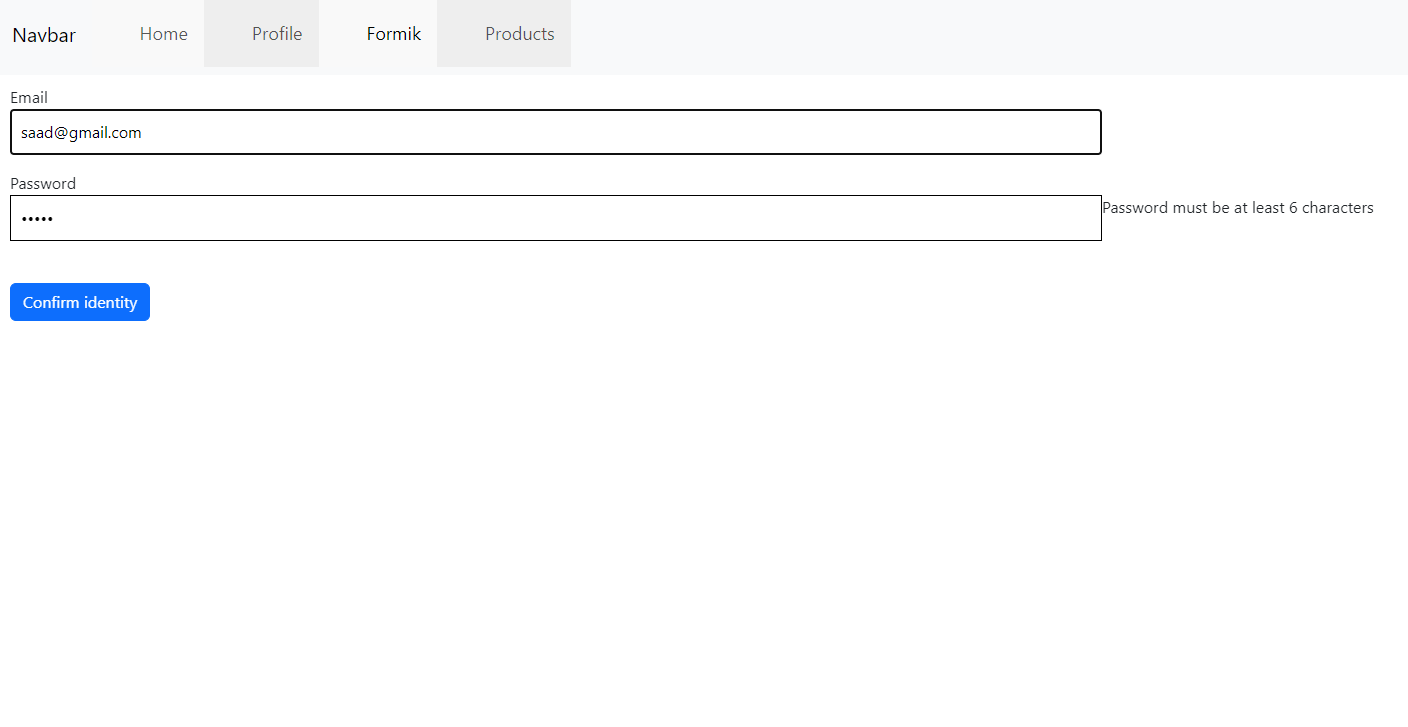 Navbar Home Profile Formik Products
Email
saad@gmail.com
Password
•••••
Password must be at least 6 characters
Confirm identity